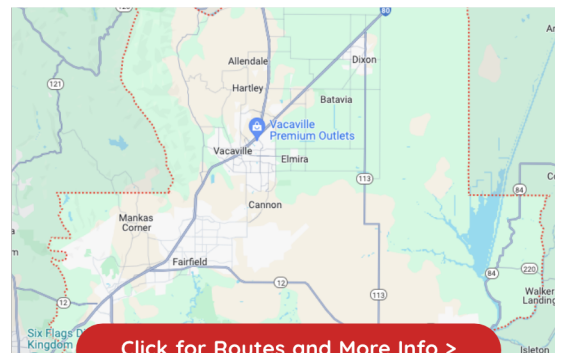 80
Allendale
Dixon
121
Hartley
Batavia
Vacaville
Premium Outlets
Vacaville
Elmira
113
84
Cannon
Mankas
Corner
Fairfield
12
84
220
12
113
Walker
Landing
Six Flags
Kingdom
Isleton
Click for Routes and More Info >